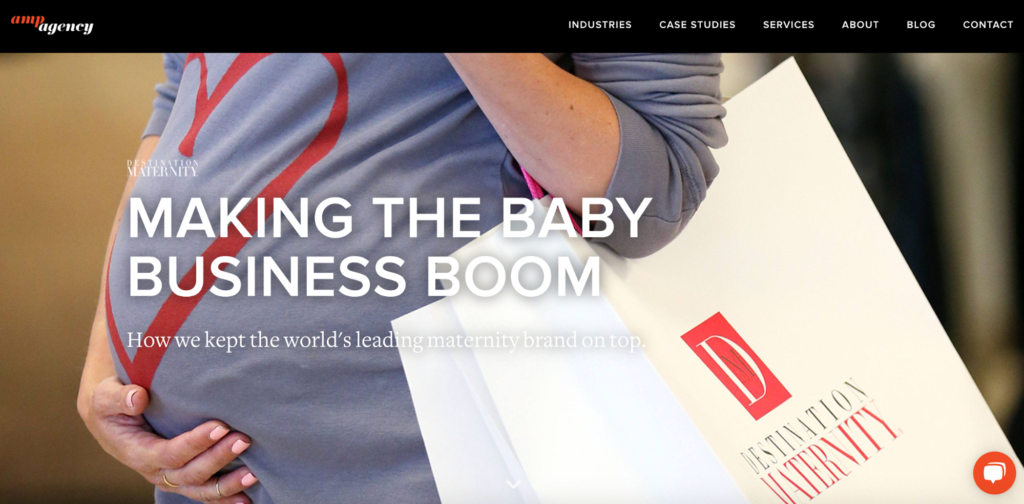 amp
agency
INDUSTRIES CASE STUDIES SERVICES ABOUT BLOG CONTACT
DESTINATION
MATERNITY
MAKING THE BABY
BUSINESS BOOM
How we kept the world's leading maternity brand on top.
D
DESTINATION
MATERNITY